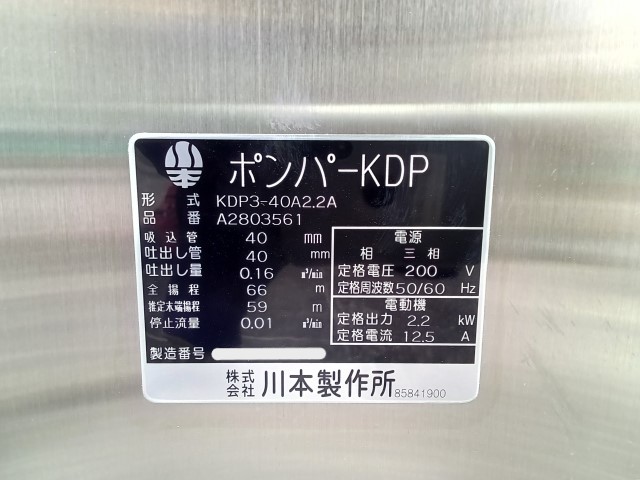 ポンパーKDP
形式 KDP3-40A2.2A
品番 A2803561
吸込管 40 mm
吐出し管 40 mm
吐出し量 0.16 m³/min
全揚程 66 m
推定末端揚程 59 m
停止流量 0.01 m³/min
電源
相 三相
定格電圧 200 V
定格周波数 50/60 Hz
電動機
定格出力 2.2 kW
定格電流 12.5 A
製造番号
株式会社 川本製作所 85841900